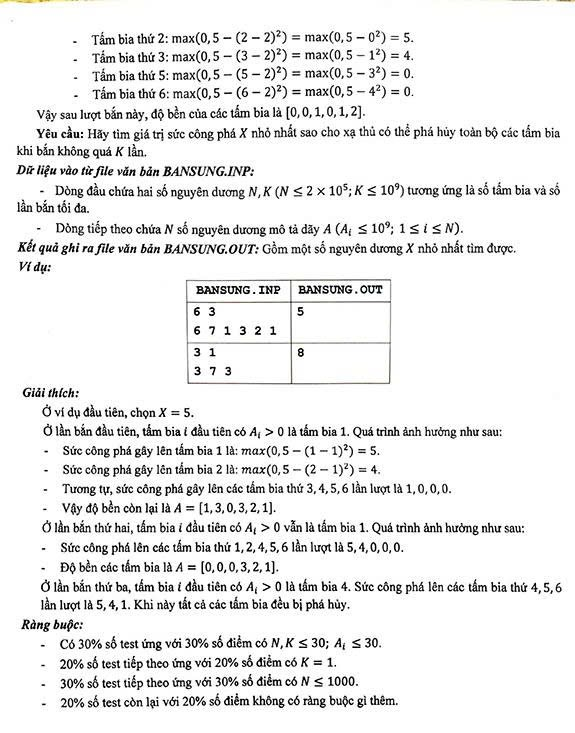 - Tấm bia thứ 2: max(0, 5 − (2 − 2)²) = max(0, 5 − 0²) = 5.
- Tấm bia thứ 3: max(0, 5 − (3 − 2)²) = max(0, 5 − 1²) = 4.
- Tấm bia thứ 5: max(0, 5 − (5 − 2)²) = max(0, 5 − 3²) = 0.
- Tấm bia thứ 6: max(0, 5 − (6 − 2)²) = max(0, 5 − 4²) = 0.
Vậy sau lượt bắn này, độ bền của các tấm bia là [0, 0, 1, 0, 1, 2].
Yêu cầu: Hãy tìm giá trị sức công phá X nhỏ nhất sao cho xạ thủ có thể phá hủy toàn bộ các tấm bia
khi bắn không quá K lần.
Dữ liệu vào từ file văn bản BANSUNG.INP:
- Dòng đầu chứa hai số nguyên dương N, K (N ≤ 2 × 10⁵; K ≤ 10⁹) tương ứng là số tấm bia và số
lần bắn tối đa.
- Dòng tiếp theo chứa N số nguyên dương mô tả dãy A (Aᵢ ≤ 10⁹; 1 ≤ i ≤ N).
Kết quả ghi ra file văn bản BANSUNG.OUT: Gồm một số nguyên dương X nhỏ nhất tìm được.
Ví dụ:
BANSUNG.INP BANSUNG.OUT
6 3 5
6 7 1 3 2 1
3 1 8
3 7 3
Giải thích:
Ở ví dụ đầu tiên, chọn X = 5.
Ở lần bắn đầu tiên, tấm bia i đầu tiên có Aᵢ > 0 là tấm bia 1. Quá trình ảnh hưởng như sau:
- Sức công phá gây lên tấm bia 1 là: max(0, 5 − (1 − 1)²) = 5.
- Sức công phá gây lên tấm bia 2 là: max(0, 5 − (2 − 1)²) = 4.
- Tương tự, sức công phá gây lên các tấm bia thứ 3, 4, 5, 6 lần lượt là 1, 0, 0, 0.
- Vậy độ bền còn lại là A = [1, 3, 0, 3, 2, 1].
Ở lần bắn thứ hai, tấm bia i đầu tiên có Aᵢ > 0 vẫn là tấm bia 1. Quá trình ảnh hưởng như sau:
- Sức công phá lên các tấm bia thứ 1, 2, 4, 5, 6 lần lượt là 5, 4, 0, 0, 0.
- Độ bền các tấm bia là A = [0, 0, 0, 3, 2, 1].
Ở lần bắn thứ ba, tấm bia i đầu tiên có Aᵢ > 0 là tấm bia 4. Sức công phá lên các tấm bia thứ 4, 5, 6
lần lượt là 5, 4, 1. Khi này tất cả các tấm bia đều bị phá hủy.
Ràng buộc:
- Có 30% số test ứng với 30% số điểm có N, K ≤ 30; Aᵢ ≤ 30.
- 20% số test tiếp theo ứng với 20% số điểm có K = 1.
- 30% số test tiếp theo ứng với 30% số điểm có N ≤ 1000.
- 20% số test còn lại với 20% số điểm không có ràng buộc gì thêm.